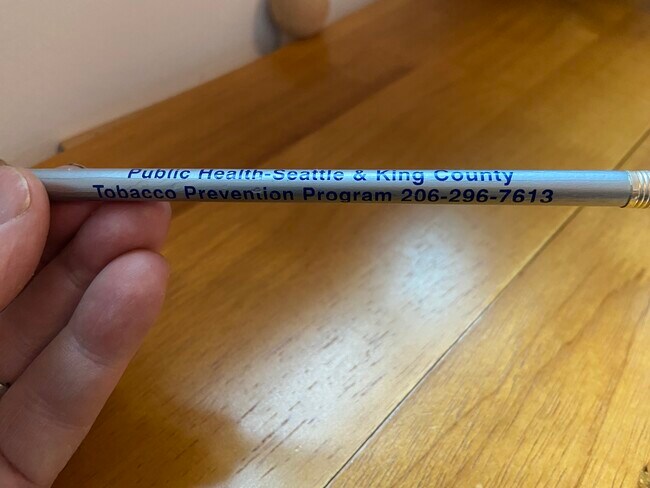 Public Health-Seattle & King County
Tobacco Prevention Program 206-296-7613